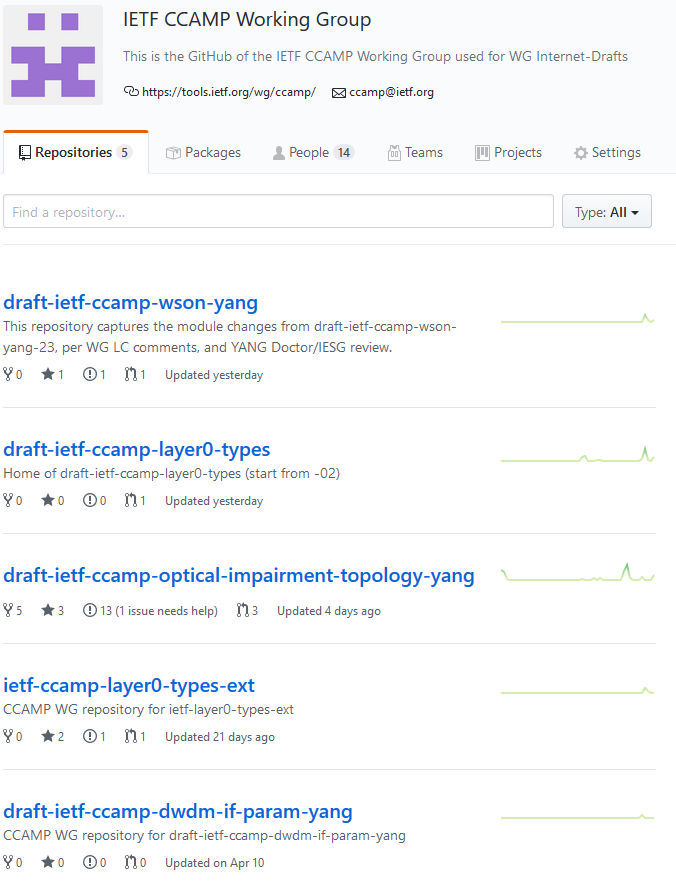 IETF CCAMP Working Group
This is the GitHub of the IETF CCAMP Working Group used for WG Internet-Drafts
https://tools.ietf.org/wg/ccamp/ ccamp@ietf.org
Repositories 5 Packages People 14 Teams Projects Settings
Find a repository... Type: All
draft-ietf-ccamp-wson-yang
This repository captures the module changes from draft-ietf-ccamp-wson-
yang-23, per WG LC comments, and YANG Doctor/IESG review.
0 1 1 1 Updated yesterday
draft-ietf-ccamp-layer0-types
Home of draft-ietf-ccamp-layer0-types (start from -02)
0 0 0 1 Updated yesterday
draft-ietf-ccamp-optical-impairment-topology-yang
5 3 13 (1 issue needs help) 3 Updated 4 days ago
ietf-ccamp-layer0-types-ext
CCAMP WG repository for ietf-layer0-types-ext
0 2 1 1 Updated 21 days ago
draft-ietf-ccamp-dwdm-if-param-yang
CCAMP WG repository for draft-ietf-ccamp-dwdm-if-param-yang
0 0 0 0 Updated on Apr 10